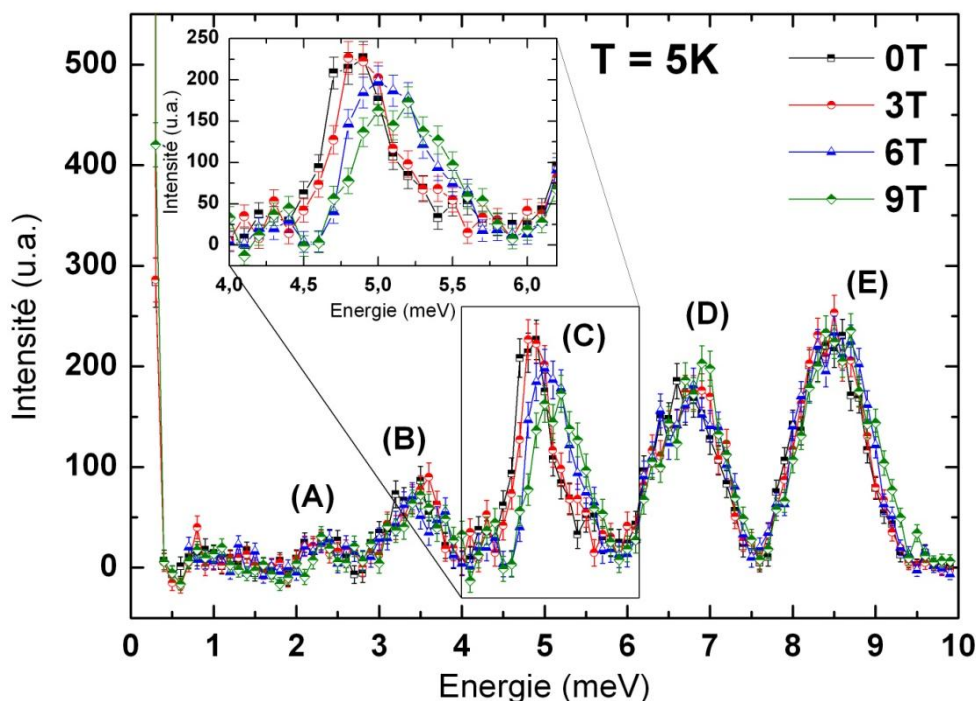 T = 5K
0T
3T
6T
9T
Intensité (u.a.)
500
400
300
200
100
0
0 1 2 3 4 5 6 7 8 9 10
Energie (meV)
(A)
(B)
(C)
(D)
(E)
Intensité (u.a.)
250
200
150
100
50
0
4,0 4,5 5,0 5,5 6,0
Energie (meV)